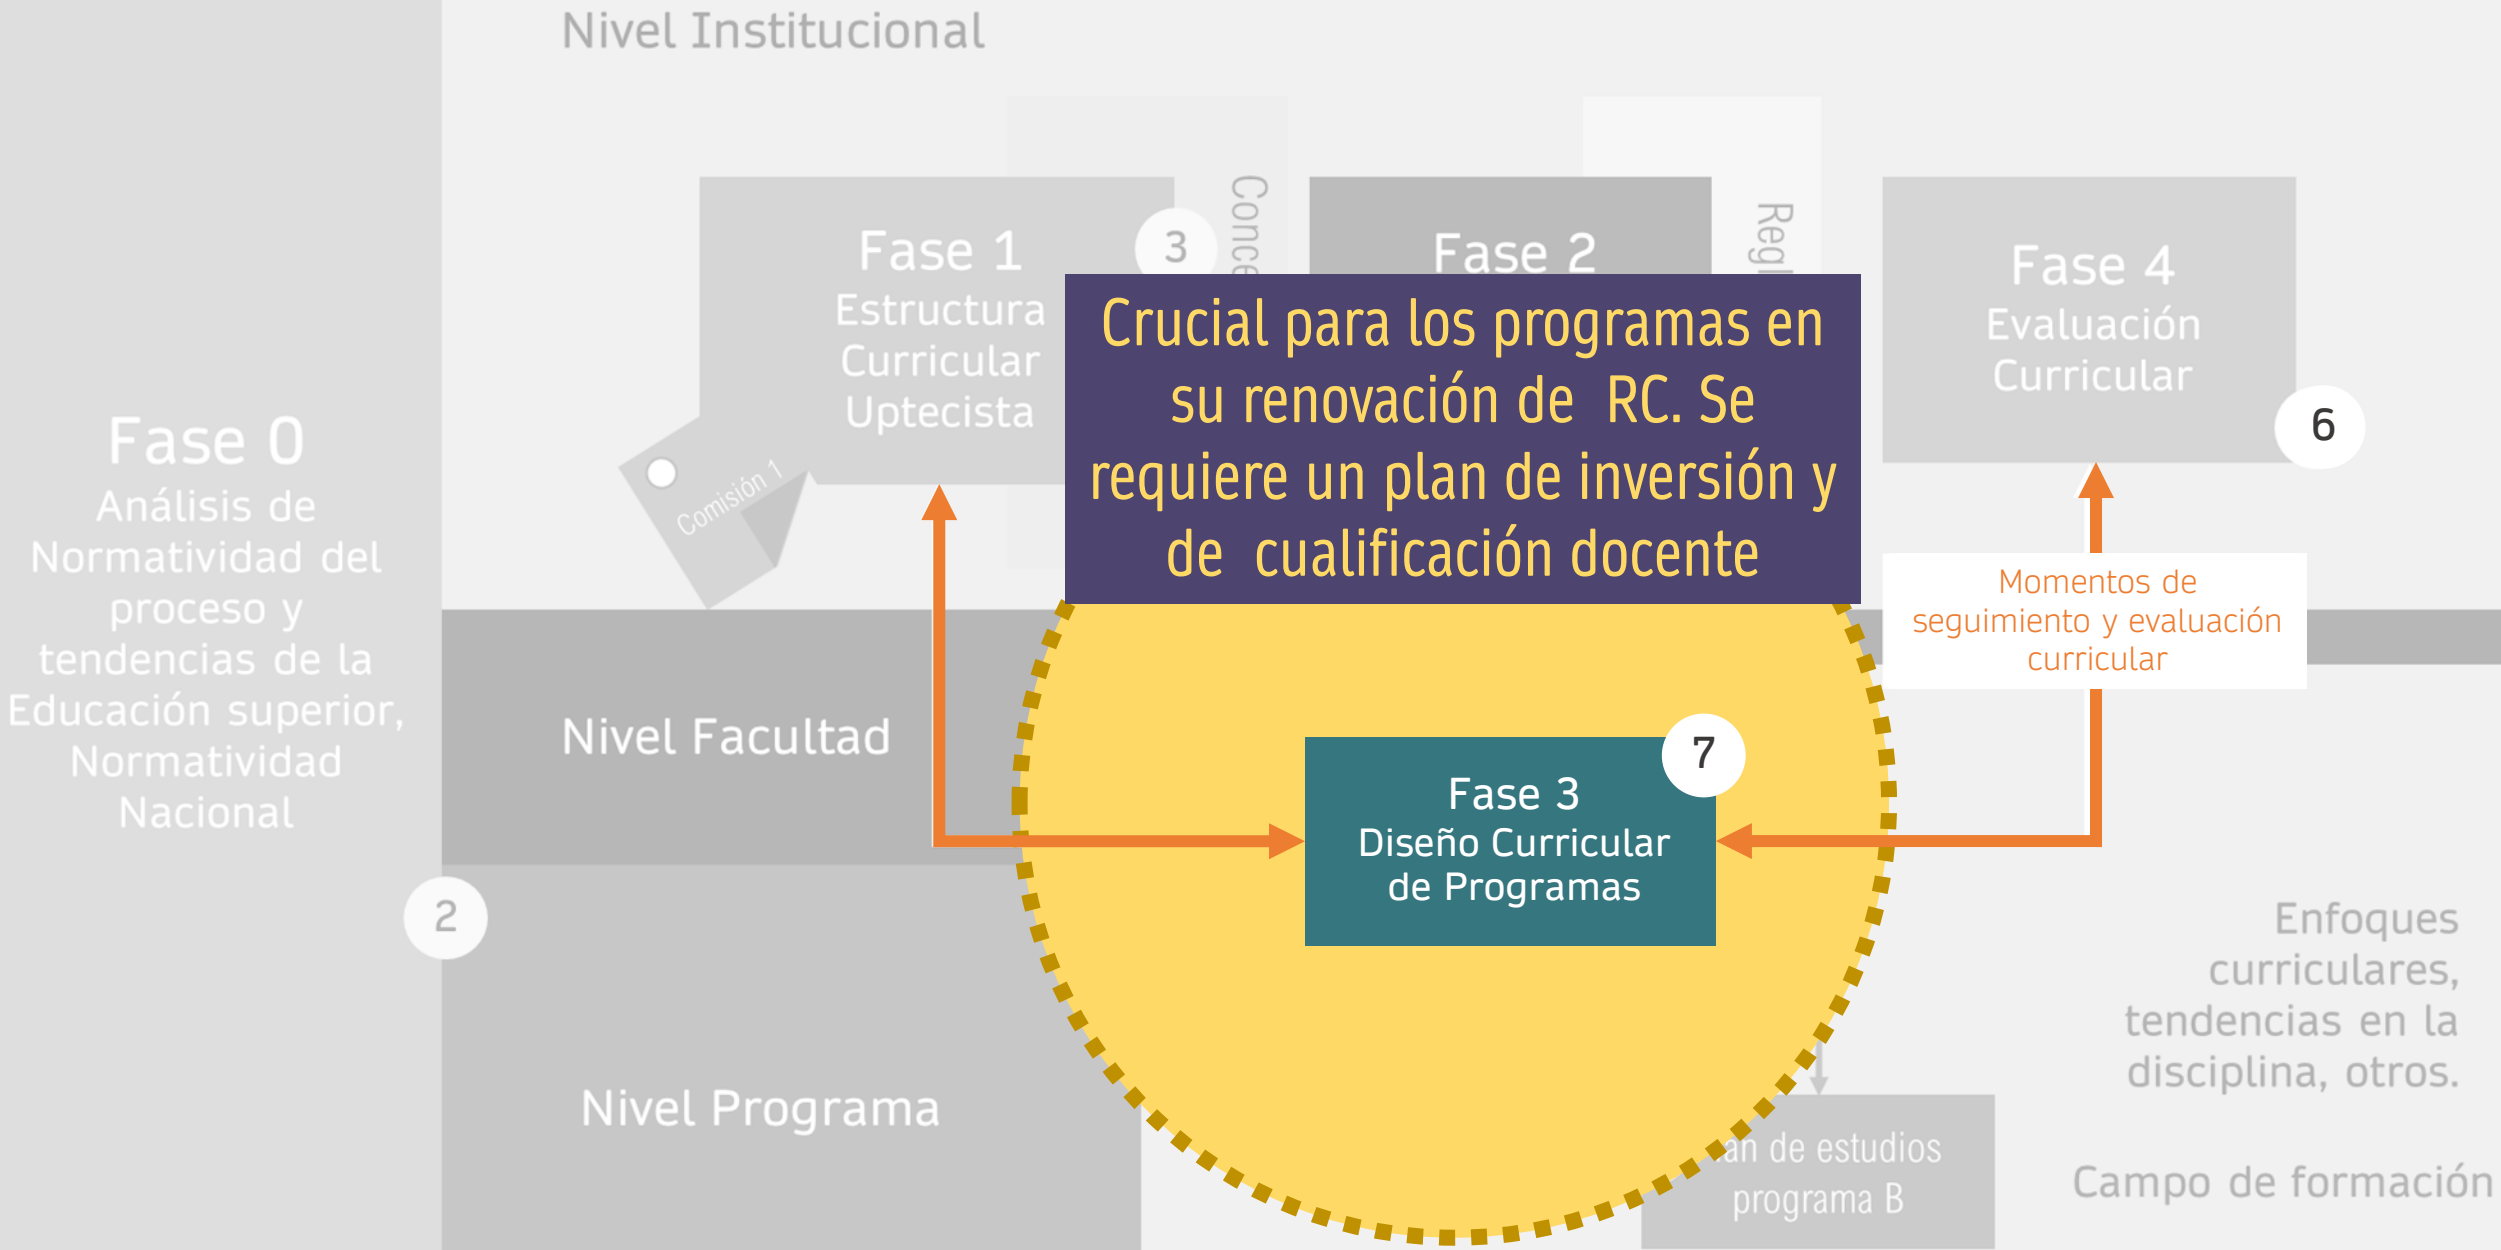 Nivel Institucional
Fase 0
Análisis de
Normatividad del
proceso y
tendencias de la
Educación superior,
Normatividad
Nacional
2
Fase 1
Estructura
Curricular
Uptecista
3
Comisión 1
Fase 2
Fase 4
Evaluación
Curricular
6
Crucial para los programas en
su renovación de RC. Se
requiere un plan de inversión y
de cualificación docente
Momentos de
seguimiento y evaluación
curricular
Nivel Facultad
7
Fase 3
Diseño Curricular
de Programas
Nivel Programa
de estudios
programa B
Enfoques
curriculares,
tendencias en la
disciplina, otros.
Campo de formación